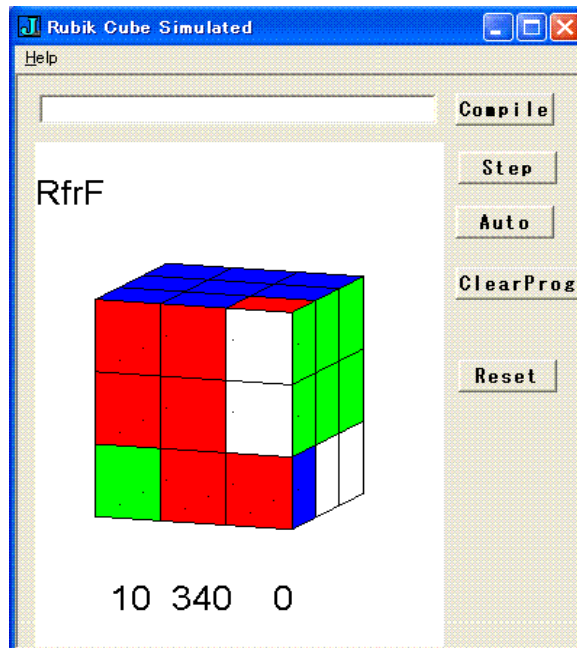 Rubik Cube Simulated
Help
Compile
Step
RfrF
Auto
ClearProg
Reset
10 340 0